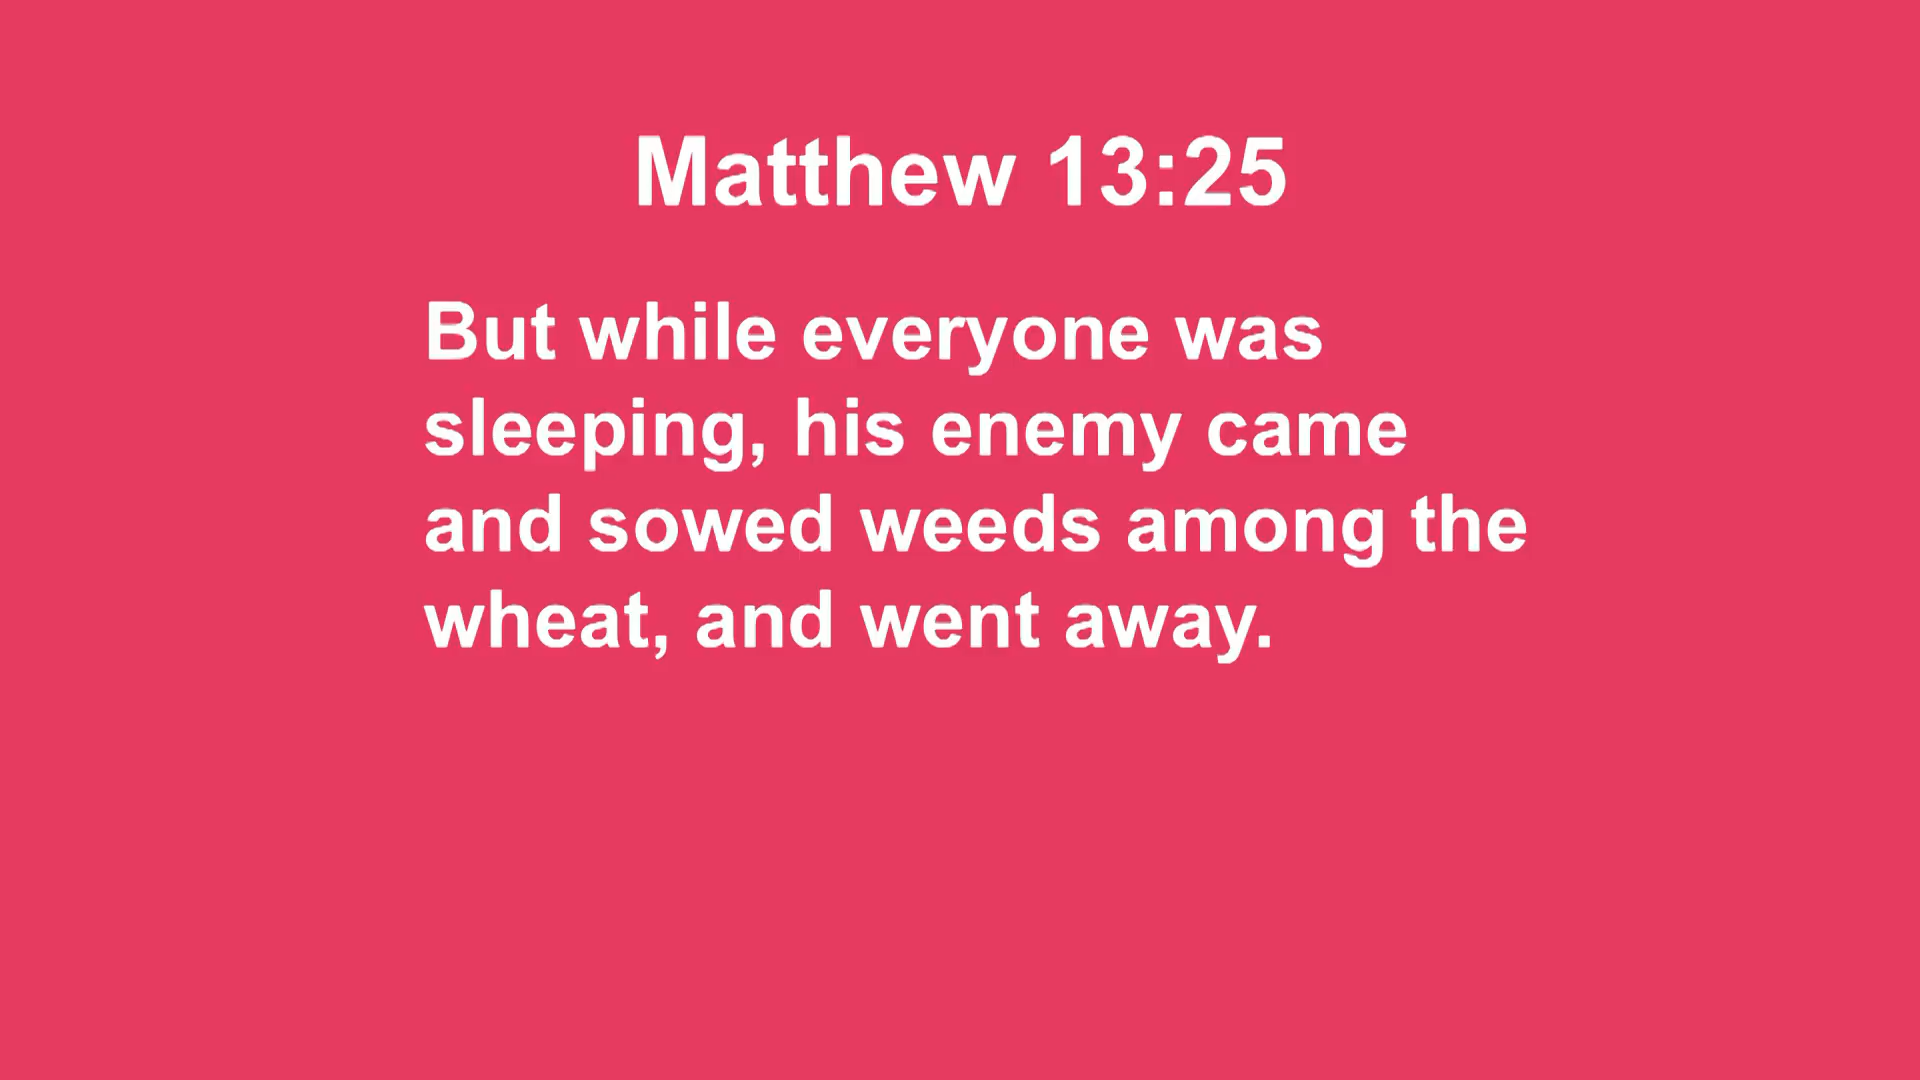 Matthew 13:25
But while everyone was
sleeping, his enemy came
and sowed weeds among the
wheat, and went away.